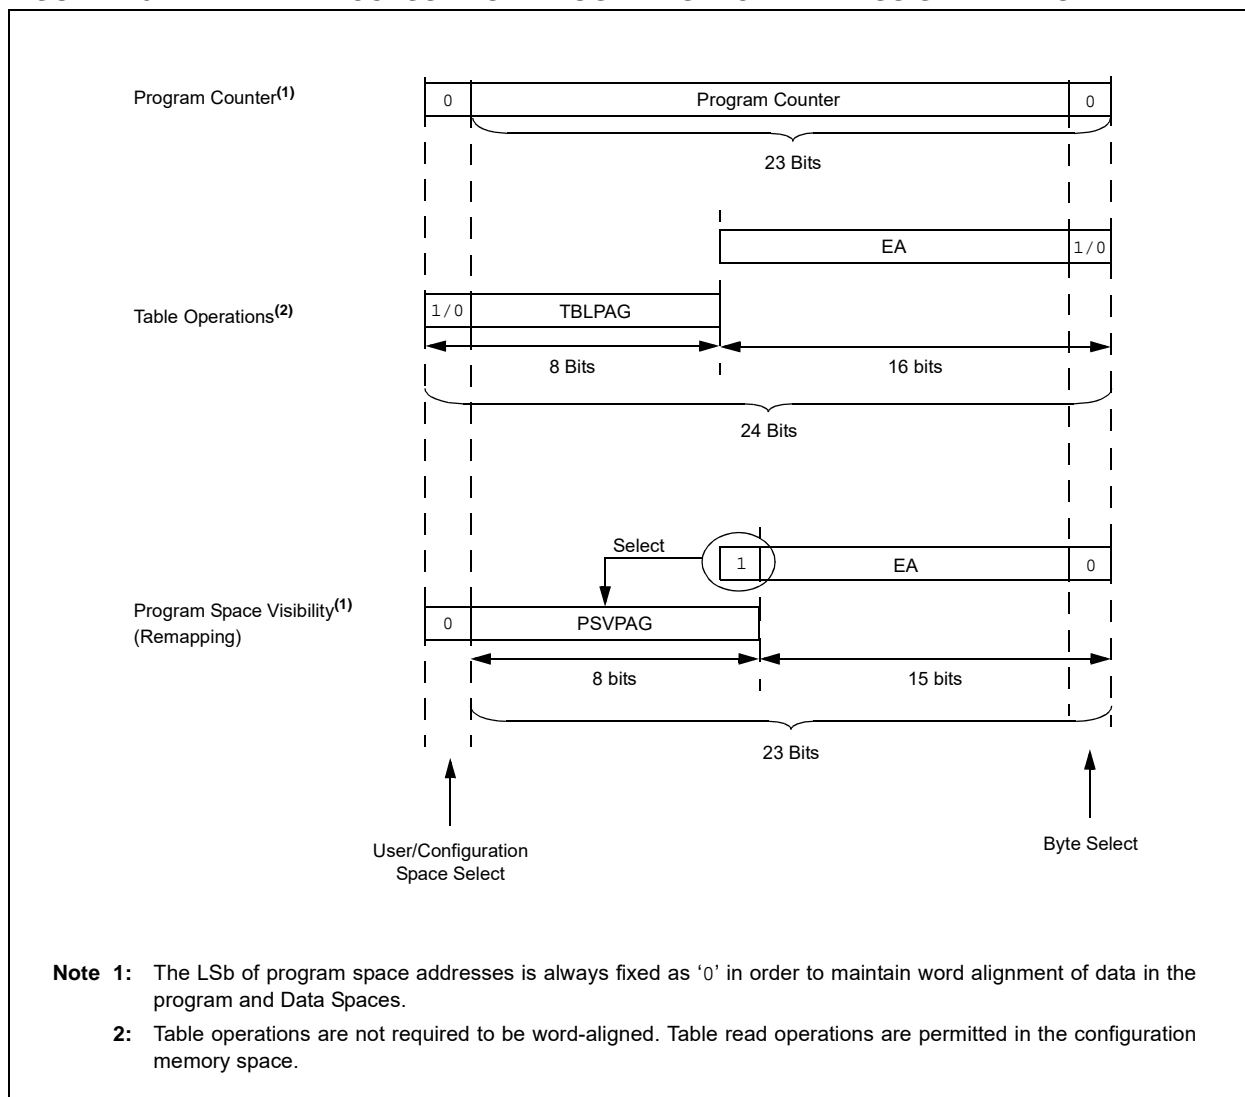 Program Counter(1)
0
Program Counter
0
23 Bits
EA
1/0
Table Operations(2)
1/0
TBLPAG
8 Bits
16 bits
24 Bits
Select
1
EA
0
Program Space Visibility(1)
(Remapping)
0
PSVPAG
8 bits
15 bits
23 Bits
User/Configuration
Space Select
Byte Select
Note 1: The LSb of program space addresses is always fixed as ‘0’ in order to maintain word alignment of data in the
program and Data Spaces.
2: Table operations are not required to be word-aligned. Table read operations are permitted in the configuration
memory space.